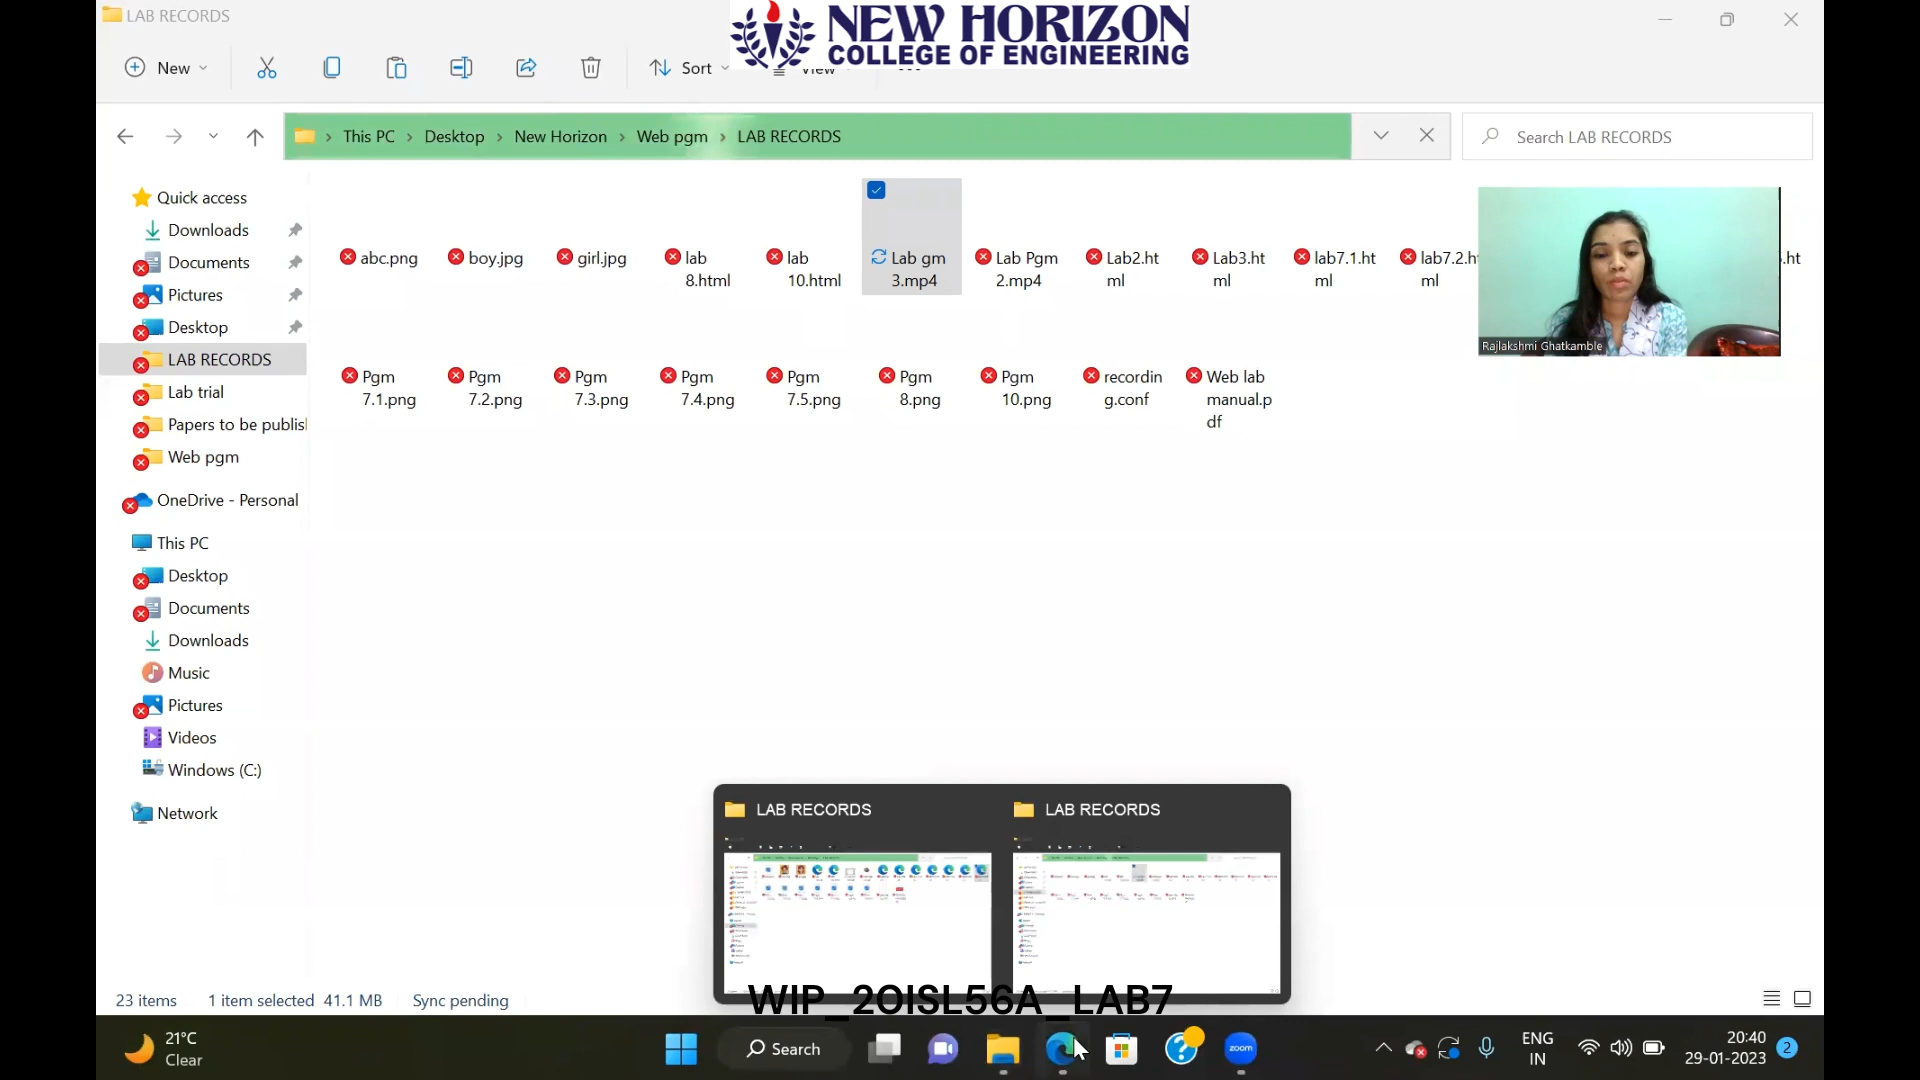 LAB RECORDS
NEW HORIZON
COLLEGE OF ENGINEERING
New
Sort
View
This PC > Desktop > New Horizon > Web pgm > LAB RECORDS
Search LAB RECORDS
Quick access
Downloads
Documents
Pictures
Desktop
LAB RECORDS
Lab trial
Papers to be publis
Web pgm
OneDrive - Personal
This PC
Desktop
Documents
Downloads
Music
Pictures
Videos
Windows (C:)
Network
abc.png
boy.jpg
girl.jpg
lab
8.html
lab
10.html
Lab gm
3.mp4
Lab Pgm
2.mp4
Lab2.ht
ml
Lab3.ht
ml
lab7.1.ht
ml
lab7.2.ht
ml
.ht
Rajlakshmi Ghatkamble
Pgm
7.1.png
Pgm
7.2.png
Pgm
7.3.png
Pgm
7.4.png
Pgm
7.5.png
Pgm
8.png
Pgm
10.png
recordin
g.conf
Web lab
manual.p
df
LAB RECORDS
LAB RECORDS
23 items 1 item selected 41.1 MB Sync pending
WIP_20ISL56A_LAB7
21°C
Clear
Search
zoom
ENG
IN
20:40
29-01-2023
2